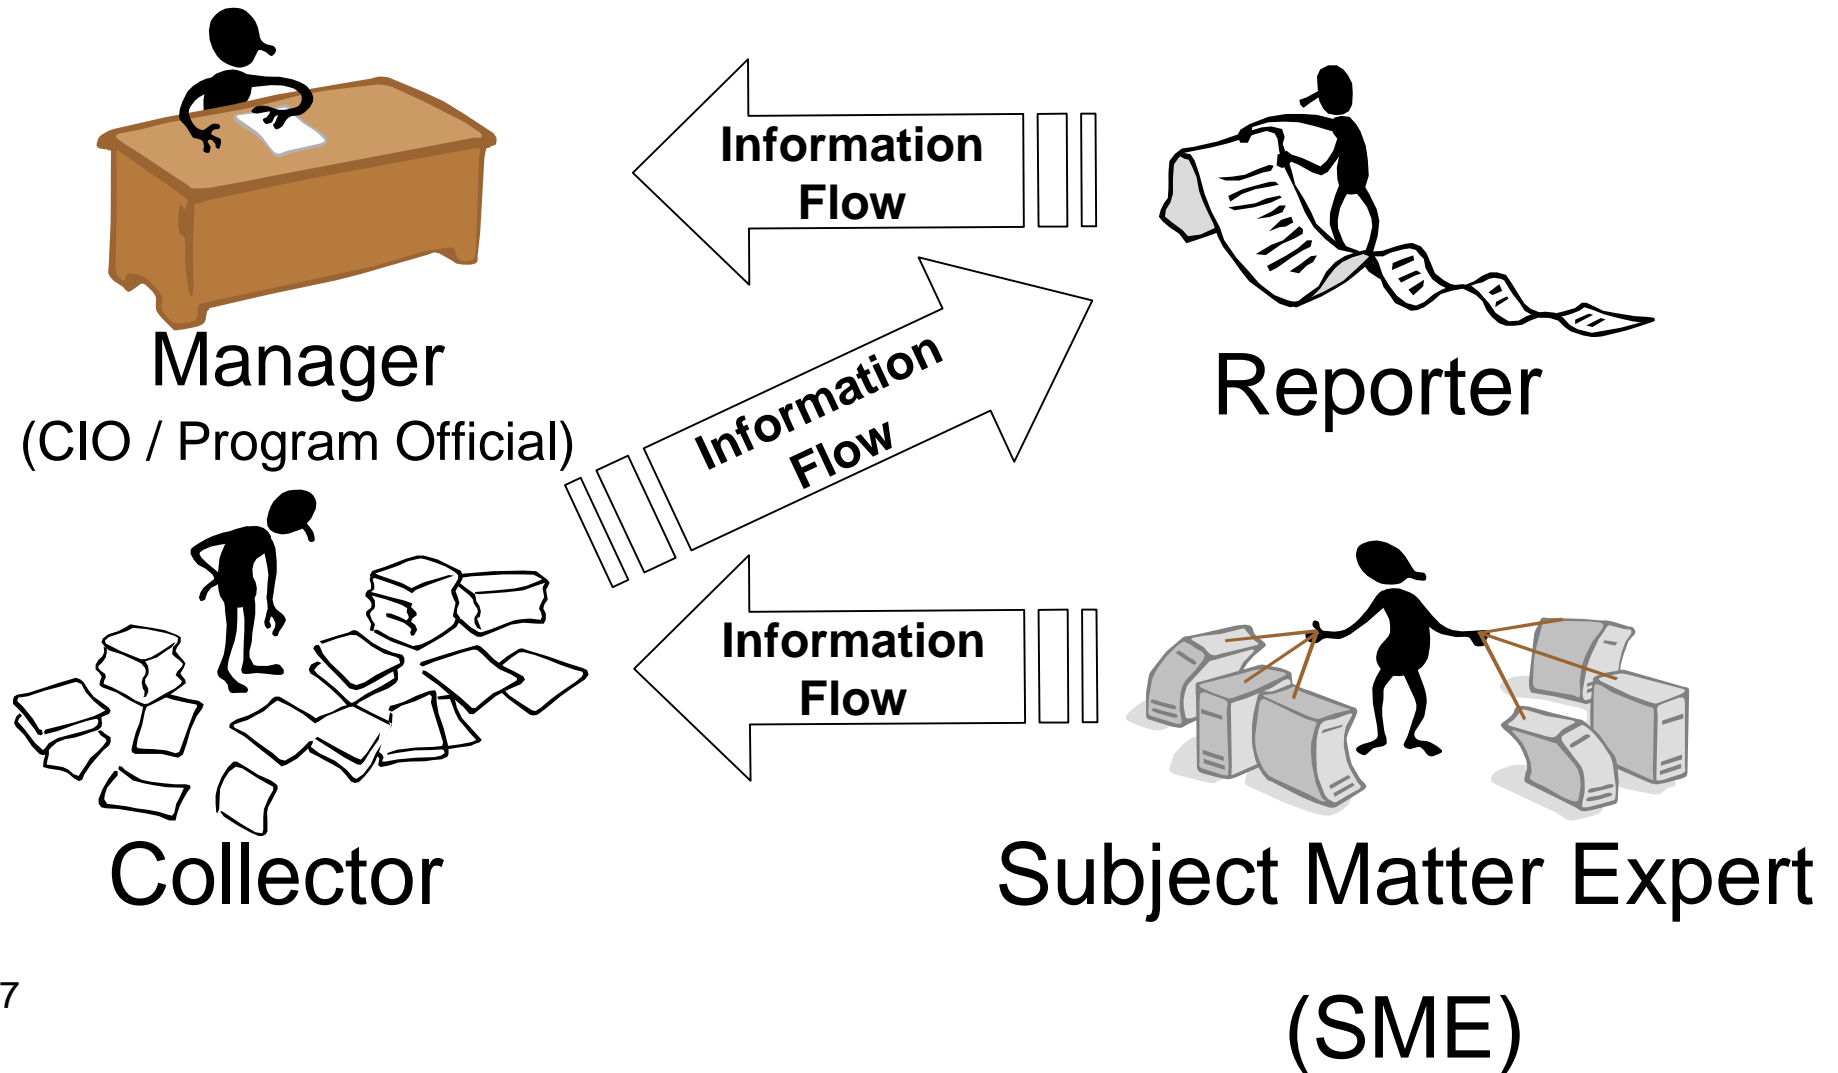 Information
Flow
Manager
(CIO / Program Official)
Reporter
Information
Flow
Information
Flow
Collector
Subject Matter Expert
(SME)
7